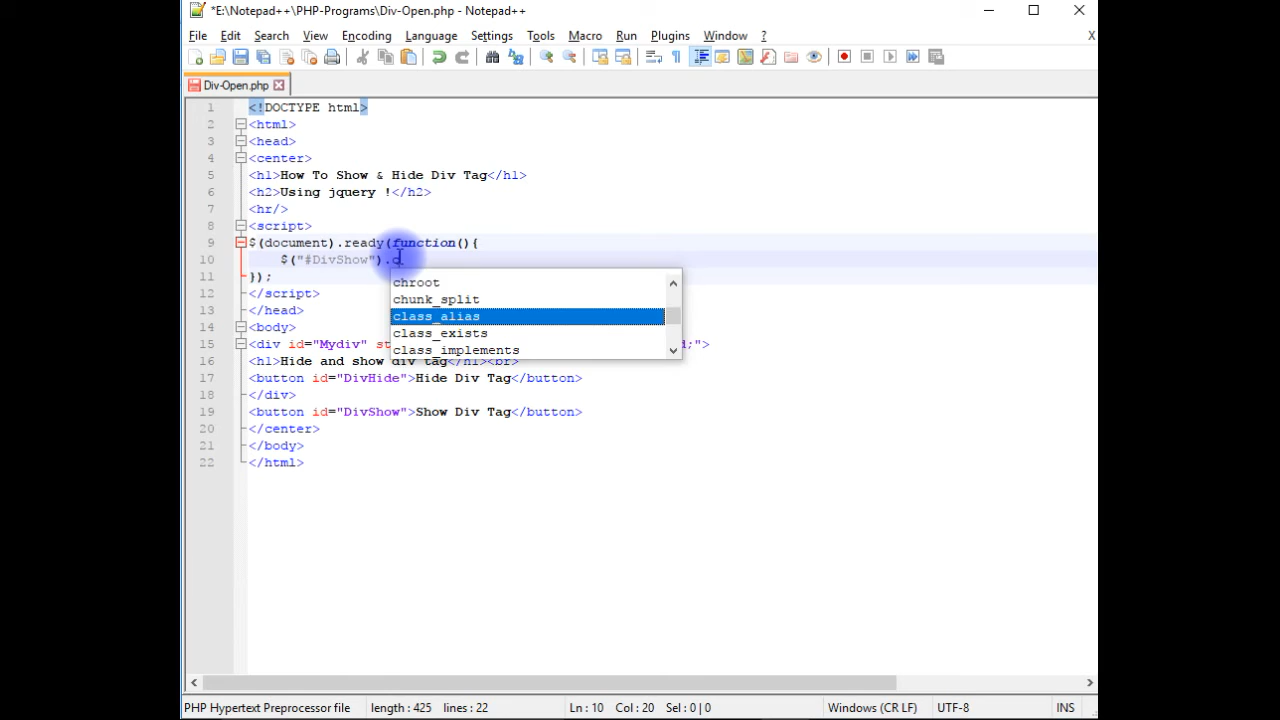 *E:\Notepad++\PHP-Programs\Div-Open.php - Notepad++
File Edit Search View Encoding Language Settings Tools Macro Run Plugins Window ? X
Div-Open.php
1 <!DOCTYPE html>
2 <html>
3 <head>
4 <center>
5 <h1>How To Show & Hide Div Tag</h1>
6 <h2>Using jquery !</h2>
7 <hr/>
8 <script>
9 $(document).ready(function(){
10 $("#DivShow").c
11 });
chroot
12 </script>
chunk_split
13 </head>
class_alias
14 <body>
class_exists
15 <div id="Mydiv" st d;">
class_implements
16 <h1>Hide and show div tag</h1><br>
17 <button id="DivHide">Hide Div Tag</button>
18 </div>
19 <button id="DivShow">Show Div Tag</button>
20 </center>
21 </body>
22 </html>
PHP Hypertext Preprocessor file length : 425 lines : 22 Ln : 10 Col : 20 Sel : 0 | 0 Windows (CR LF) UTF-8 INS